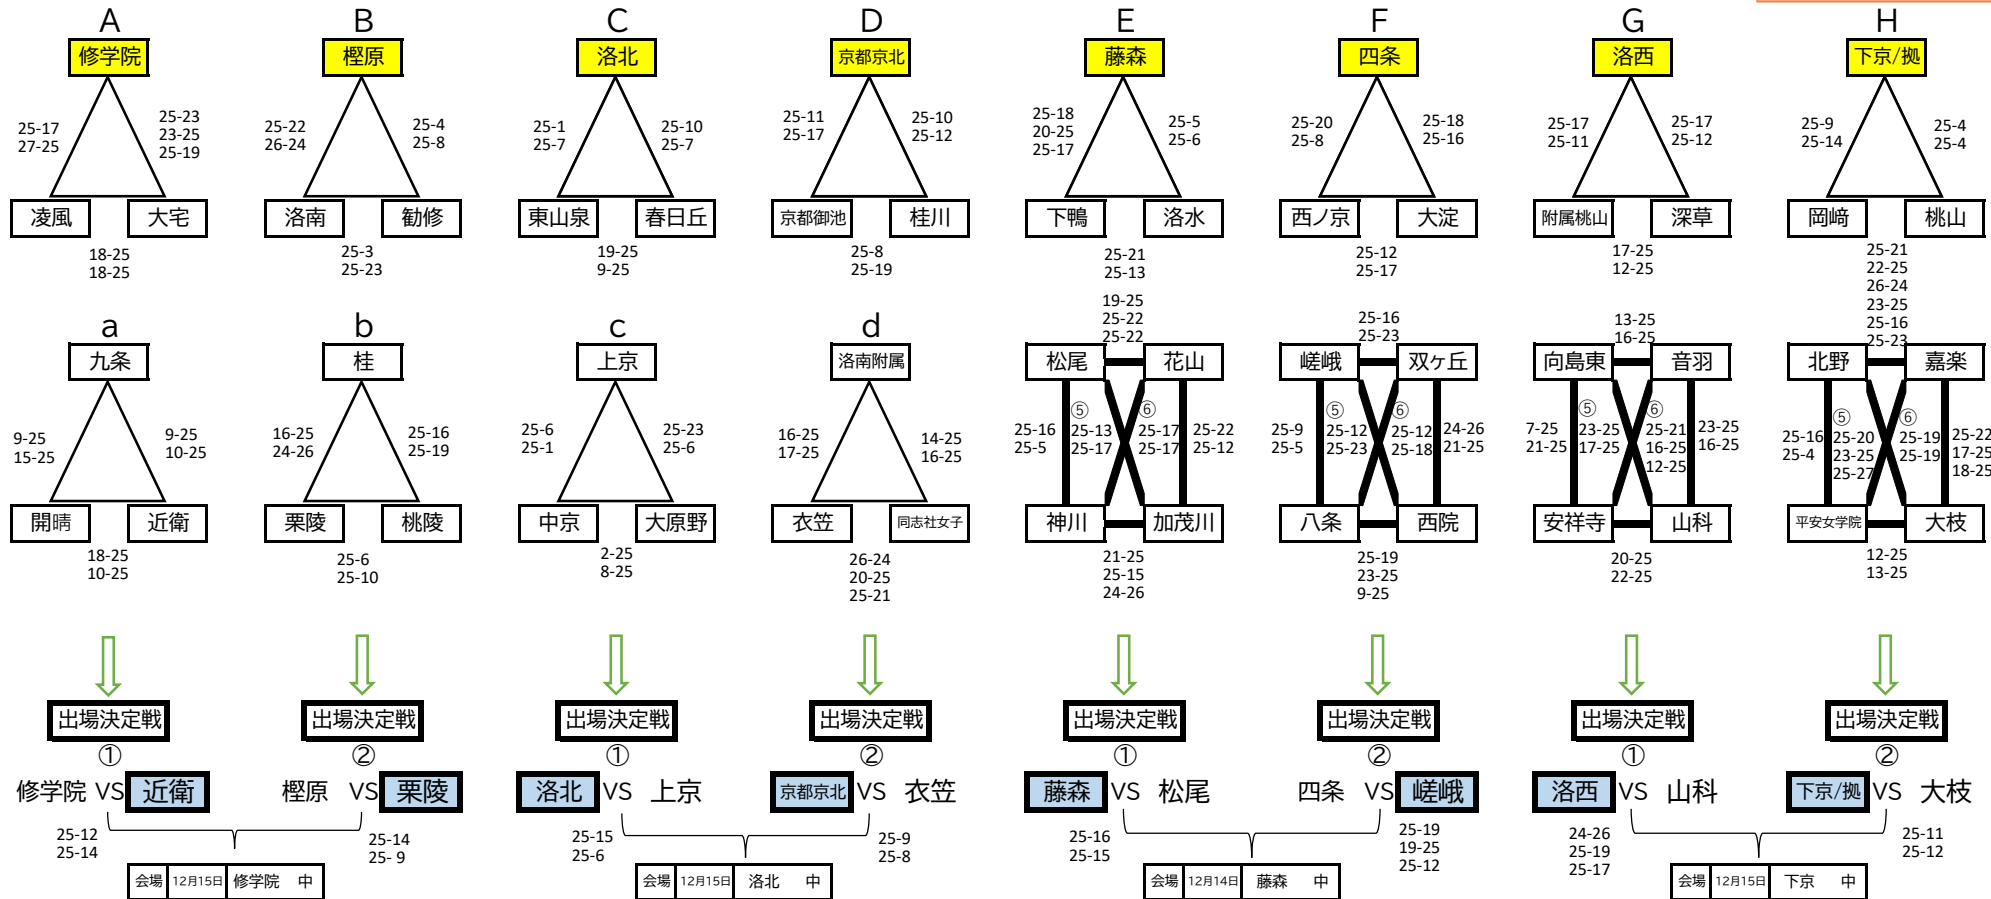 A B C D E F G H
修学院 樫原 洛北 京都京北 藤森 四条 洛西 下京/拠
25-17 25-23 25-22 25-4 25-1 25-10 25-11 25-10 25-18 25-5 25-20 25-18 25-17 25-17 25-9 25-4
27-25 23-25 26-24 25-8 25-7 25-7 25-17 25-12 20-25 25-6 25-8 25-16 25-11 25-12 25-14 25-4
25-19 25-17
凌風 大宅 洛南 勧修 東山泉 春日丘 京都御池 桂川 下鴨 洛水 西ノ京 大淀 附属桃山 深草 岡﨑 桃山
18-25 25-3 19-25 25-8 25-21 25-12 17-25 25-21
18-25 25-23 9-25 25-19 25-13 25-17 12-25 22-25
19-25 26-24
a b c d 25-22 25-16 13-25 23-25
25-22 25-23 16-25 25-16
25-23
九条 桂 上京 洛南附属 松尾 花山 嵯峨 双ヶ丘 向島東 音羽 北野 嘉楽
⑤ ⑥ ⑤ ⑥ ⑤ ⑥ ⑤ ⑥
9-25 9-25 16-25 25-16 25-6 25-23 16-25 14-25 25-16 25-13 25-17 25-22 25-9 25-12 25-12 24-26 7-25 23-25 25-21 23-25 25-16 25-20 25-19 25-22
15-25 10-25 24-26 25-19 25-1 25-6 17-25 16-25 25-5 25-17 25-17 25-12 25-5 25-23 25-18 21-25 21-25 17-25 16-25 16-25 25-4 23-25 25-19 17-25
12-25 25-27 18-25
開晴 近衛 栗陵 桃陵 中京 大原野 衣笠 同志社女子 神川 加茂川 八条 西院 安祥寺 山科 平安女学院 大枝
18-25 25-6 2-25 26-24 21-25 25-19 20-25 12-25
10-25 25-10 8-25 20-25 25-15 23-25 22-25 13-25
25-21 24-26 9-25
出場決定戦 出場決定戦 出場決定戦 出場決定戦 出場決定戦 出場決定戦 出場決定戦 出場決定戦
① ② ① ② ① ② ① ②
修学院 VS 近衛 樫原 VS 栗陵 洛北 VS 上京 京都京北 VS 衣笠 藤森 VS 松尾 四条 VS 嵯峨 洛西 VS 山科 下京/拠 VS 大枝
25-12 25-14 25-15 25-9 25-16 25-19 24-26 25-11
25-14 25- 9 25-6 25-8 25-15 19-25 25-19 25-12
25-12 25-17
会場 12月15日 修学院 中 会場 12月15日 洛北 中 会場 12月14日 藤森 中 会場 12月15日 下京 中